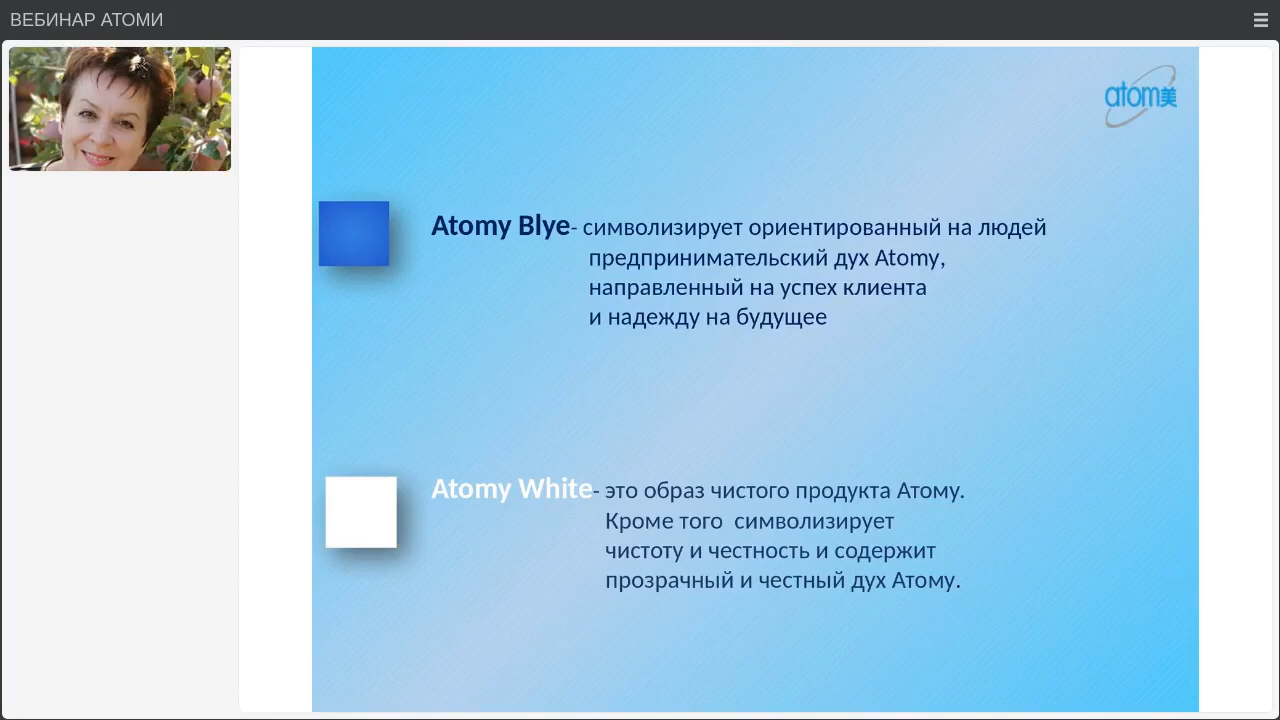 ВЕБИНАР АТОМИ
atom美
Atomy Blye- символизирует ориентированный на людей
предпринимательский дух Atomy,
направленный на успех клиента
и надежду на будущее
Atomy White- это образ чистого продукта Атому.
Кроме того  символизирует
чистоту и честность и содержит
прозрачный и честный дух Атому.